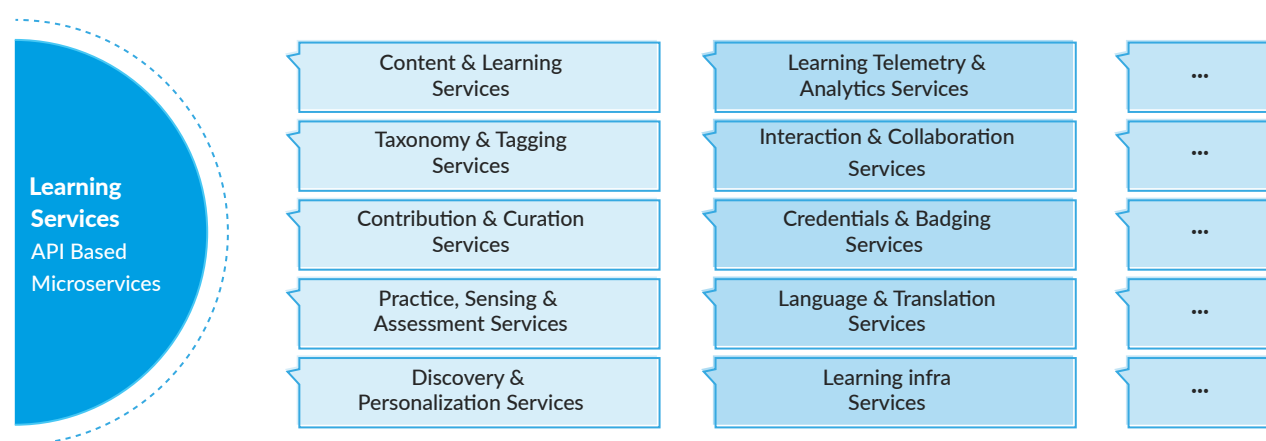 Learning
Services
API Based
Microservices
Content & Learning
Services
Taxonomy & Tagging
Services
Contribution & Curation
Services
Practice, Sensing &
Assessment Services
Discovery &
Personalization Services
Learning Telemetry &
Analytics Services
Interaction & Collaboration
Services
Credentials & Badging
Services
Language & Translation
Services
Learning infra
Services
...
...
...
...
...